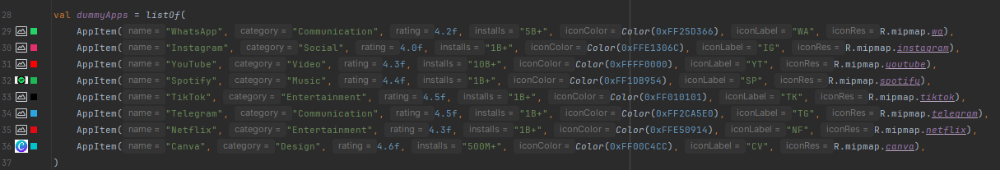 28 val dummyApps = listOf(
29 AppItem( name = "WhatsApp", category = "Communication", rating = 4.2f, installs = "5B+", iconColor = Color(0xFF25D366), iconLabel = "WA", iconRes = R.mipmap.wa),
30 AppItem( name = "Instagram", category = "Social", rating = 4.0f, installs = "1B+", iconColor = Color(0xFFE1306C), iconLabel = "IG", iconRes = R.mipmap.instagram),
31 AppItem( name = "YouTube", category = "Video", rating = 4.3f, installs = "10B+", iconColor = Color(0xFFFF0000), iconLabel = "YT", iconRes = R.mipmap.youtube),
32 AppItem( name = "Spotify", category = "Music", rating = 4.4f, installs = "1B+", iconColor = Color(0xFF1DB954), iconLabel = "SP", iconRes = R.mipmap.spotify),
33 AppItem( name = "TikTok", category = "Entertainment", rating = 4.5f, installs = "1B+", iconColor = Color(0xFF010101), iconLabel = "TK", iconRes = R.mipmap.tiktok),
34 AppItem( name = "Telegram", category = "Communication", rating = 4.5f, installs = "1B+", iconColor = Color(0xFF2CA5E0), iconLabel = "TG", iconRes = R.mipmap.telegram),
35 AppItem( name = "Netflix", category = "Entertainment", rating = 4.3f, installs = "1B+", iconColor = Color(0xFFE50914), iconLabel = "NF", iconRes = R.mipmap.netflix),
36 AppItem( name = "Canva", category = "Design", rating = 4.6f, installs = "500M+", iconColor = Color(0xFF00C4CC), iconLabel = "CV", iconRes = R.mipmap.canva),
37 )